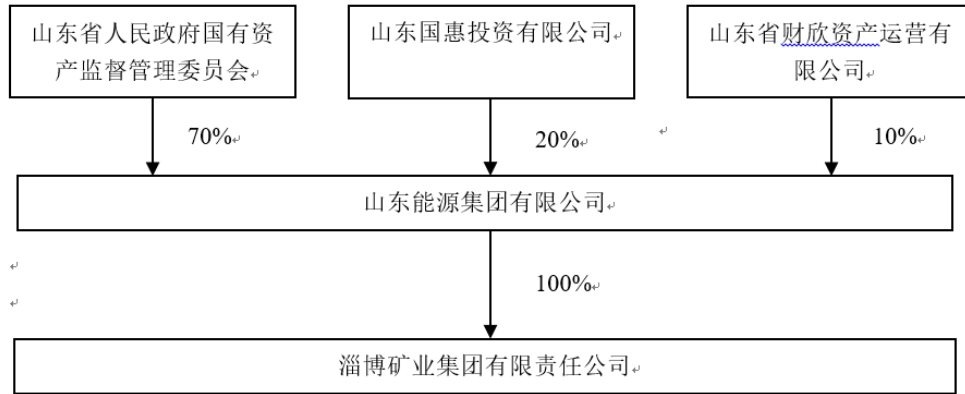 山东省人民政府国有资
产监督管理委员会
山东国惠投资有限公司
山东省财欣资产运营有
限公司
70%
20%
10%
山东能源集团有限公司
100%
淄博矿业集团有限责任公司